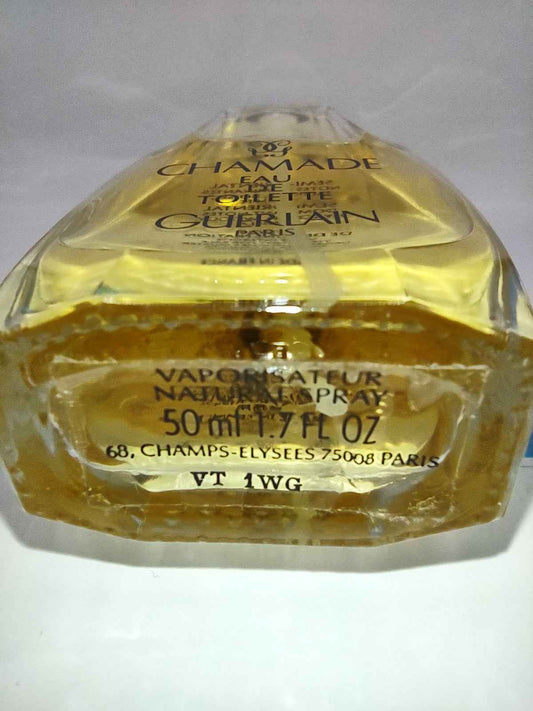 CHAMADE
EAU
DE
TOILETTE
GUERLAIN
PARIS
VAPORISATEUR
NATURAL SPRAY
50 ml 1.7 FL OZ
68, CHAMPS-ELYSEES 75008 PARIS
VT 1WG